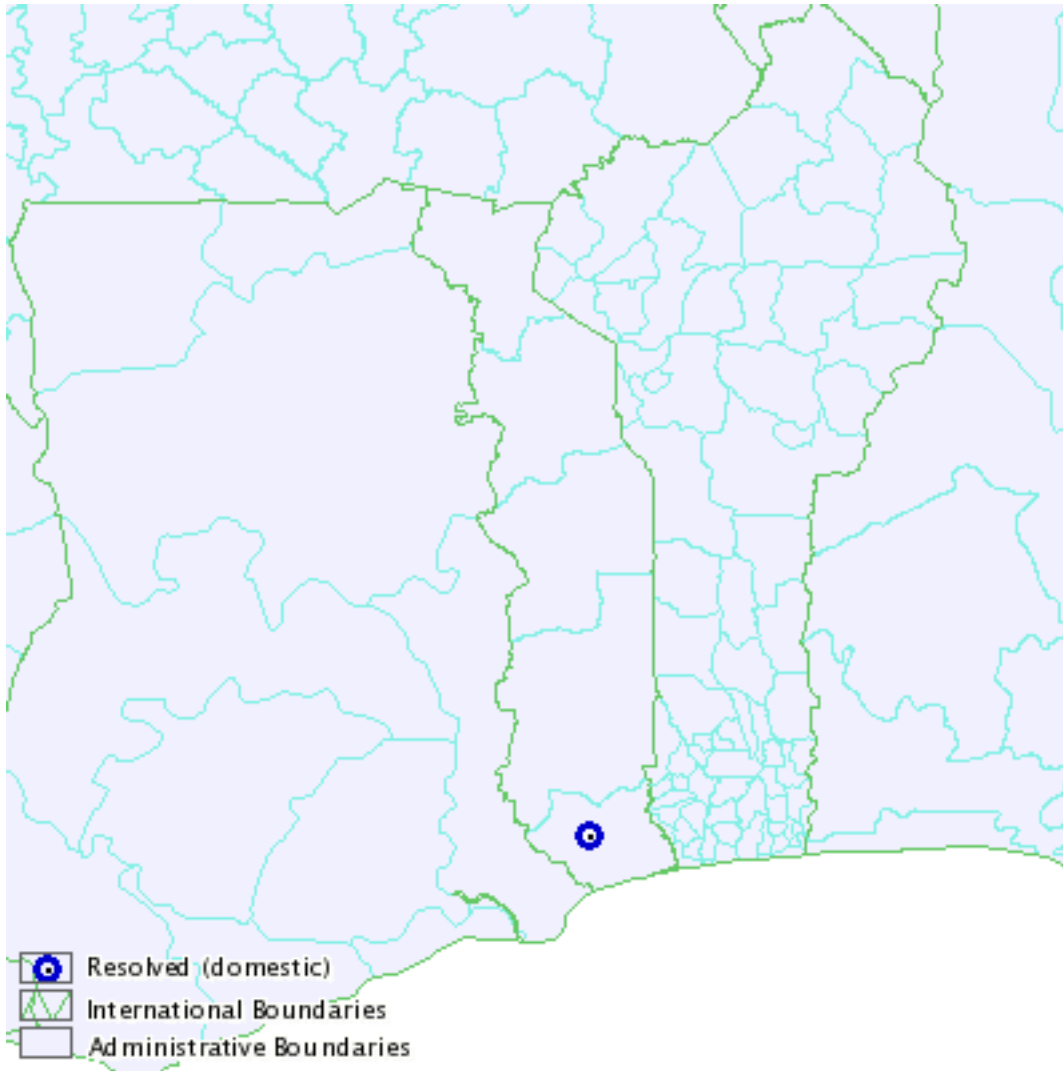 Resolved (domestic)
International Boundaries
Administrative Boundaries